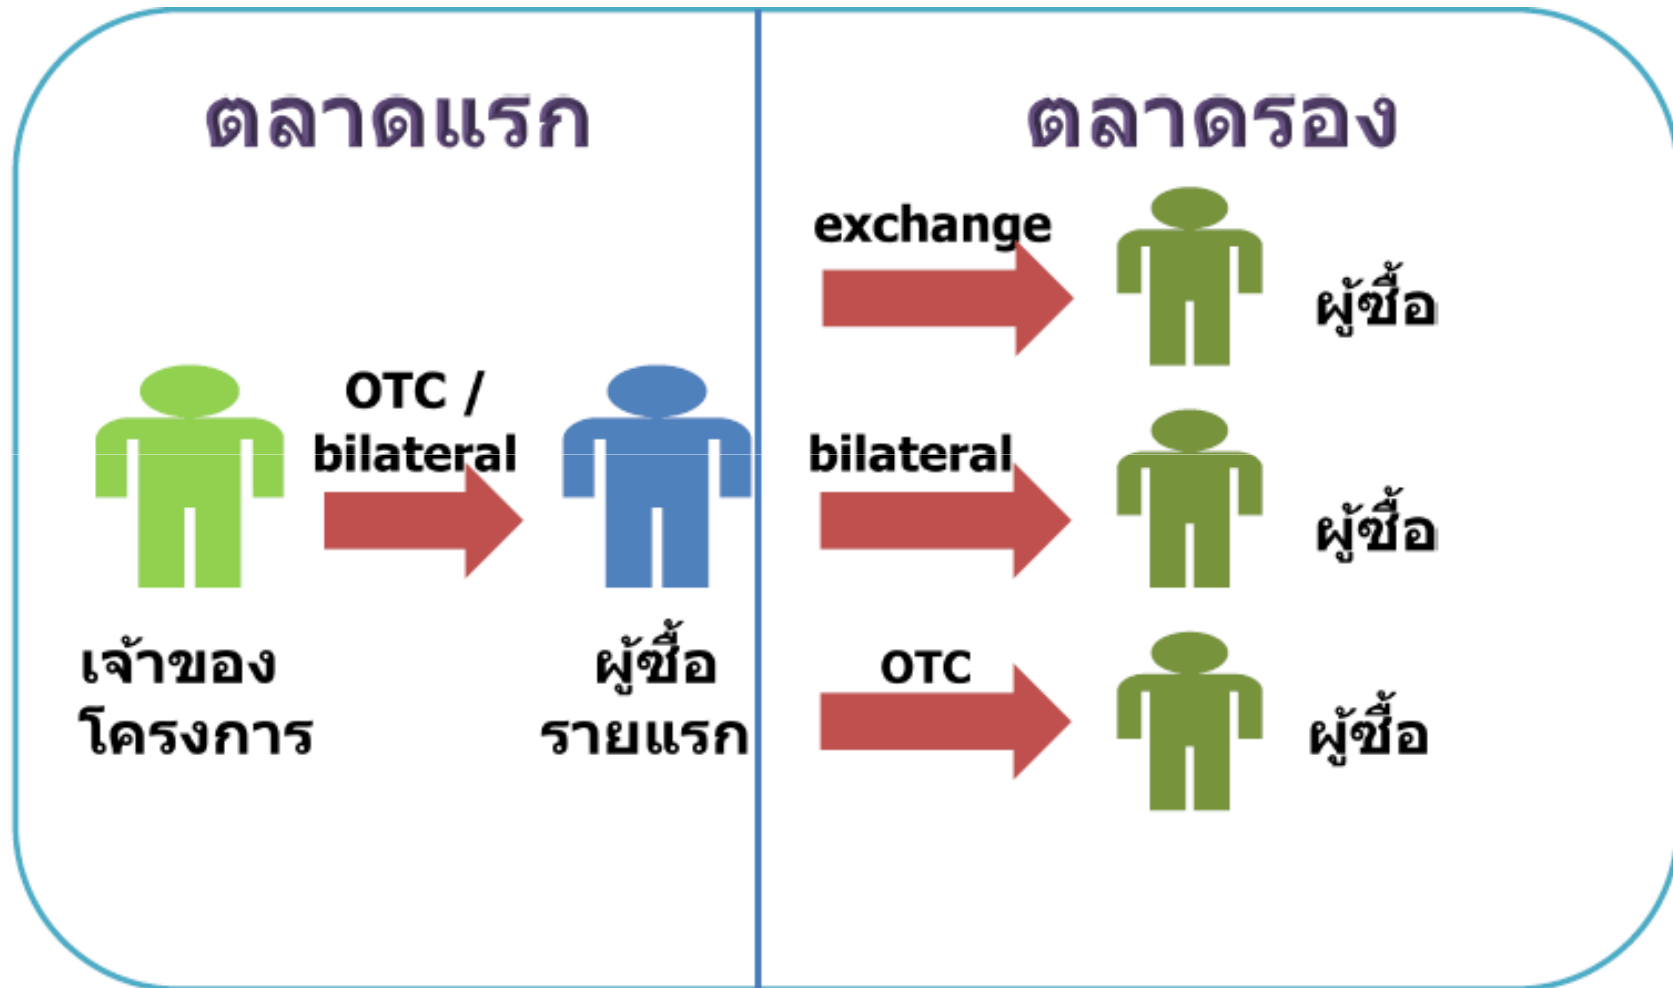 ตลาดแรก
OTC /
bilateral
เจ้าของ
โครงการ
ผู้ซื้อ
รายแรก
ตลาดรอง
exchange
ผู้ซื้อ
bilateral
ผู้ซื้อ
OTC
ผู้ซื้อ